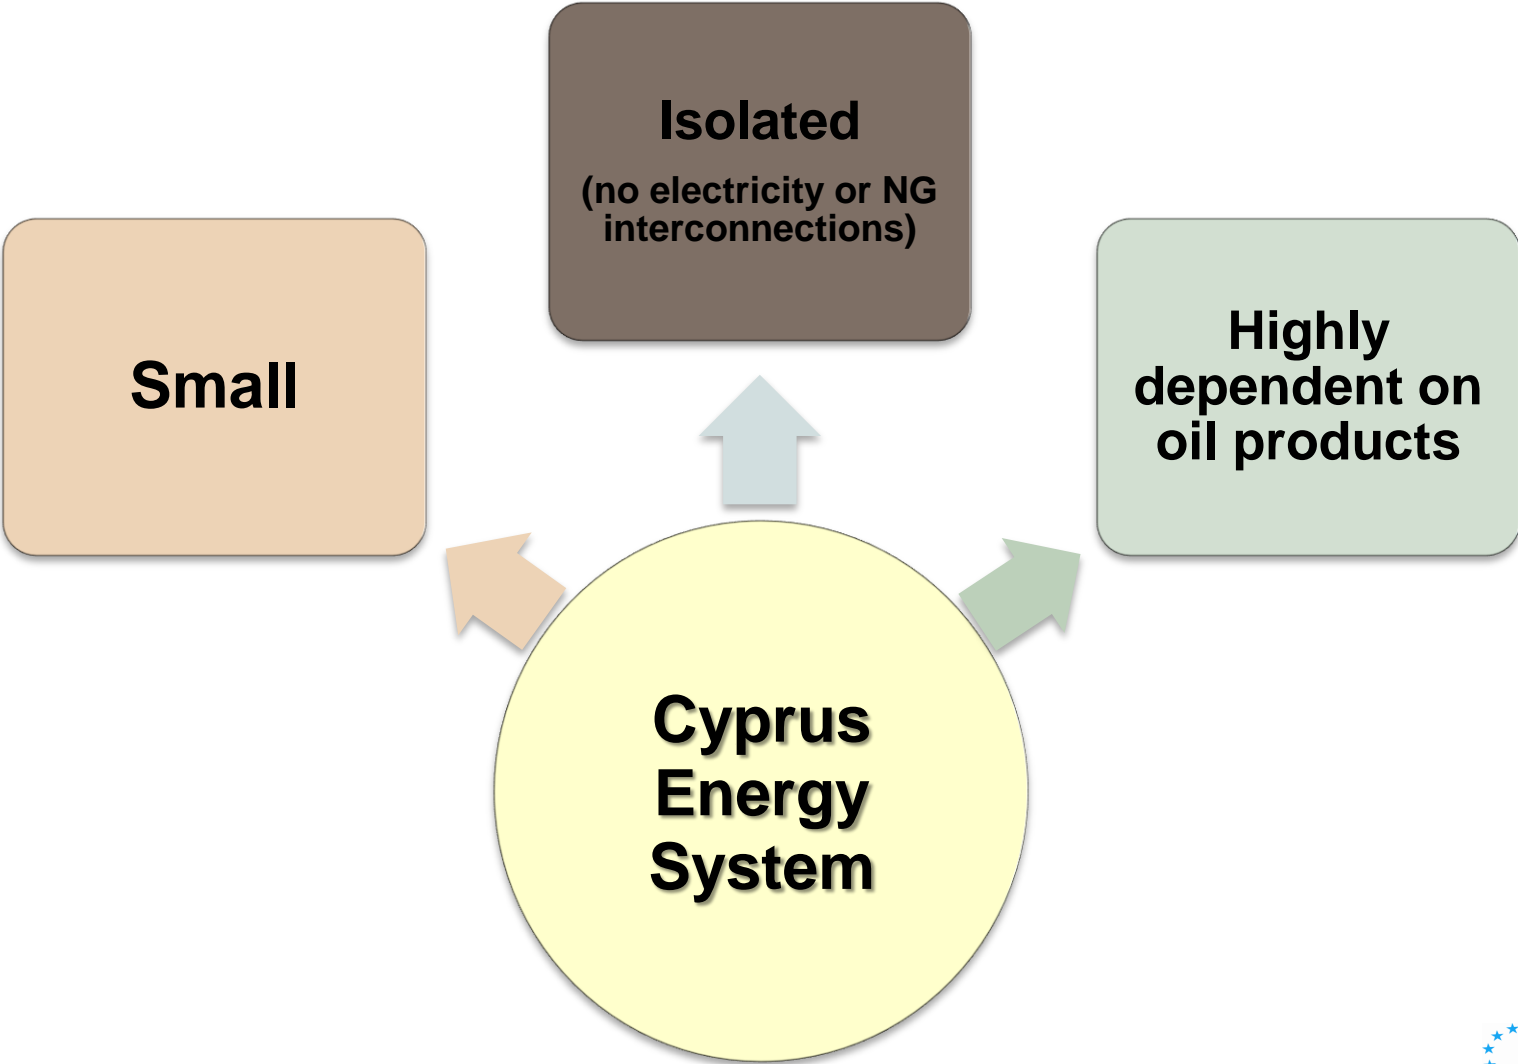 Isolated
(no electricity or NG
interconnections)
Small
Highly
dependent on
oil products
Cyprus
Energy
System